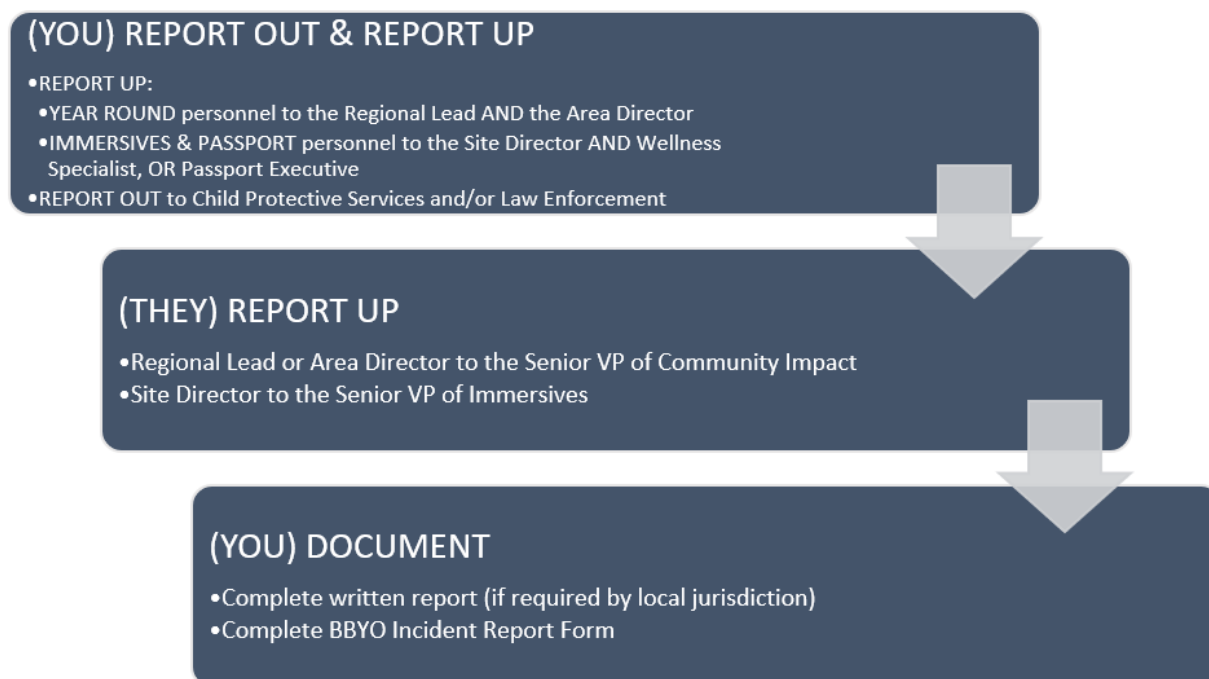 (YOU) REPORT OUT & REPORT UP
•REPORT UP:
•YEAR ROUND personnel to the Regional Lead AND the Area Director
•IMMERSIVES & PASSPORT personnel to the Site Director AND Wellness
Specialist, OR Passport Executive
•REPORT OUT to Child Protective Services and/or Law Enforcement
(THEY) REPORT UP
•Regional Lead or Area Director to the Senior VP of Community Impact
•Site Director to the Senior VP of Immersives
(YOU) DOCUMENT
•Complete written report (if required by local jurisdiction)
•Complete BBYO Incident Report Form